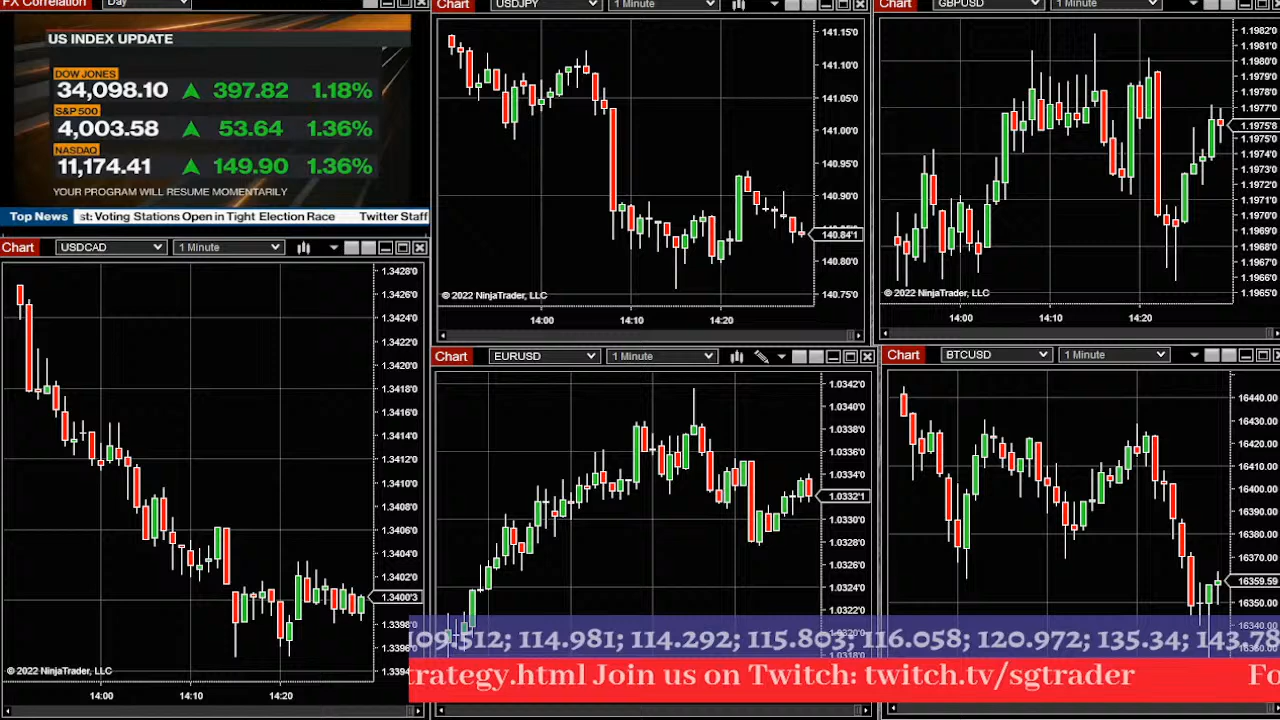 FX Correlation
Day
US INDEX UPDATE
DOW JONES
34,098.10 ▲ 397.82 1.18%
S&P 500
4,003.58 ▲ 53.64 1.36%
NASDAQ
11,174.41 ▲ 149.90 1.36%
YOUR PROGRAM WILL RESUME MOMENTARILY
Top News st: Voting Stations Open in Tight Election Race Twitter Staff
Chart USDJPY 1 Minute
141.15'0
141.10'0
141.05'0
141.00'0
140.95'0
140.90'0
140.84'1
140.80'0
140.75'0
© 2022 NinjaTrader, LLC
14:00 14:10 14:20
Chart GBPUSD 1 Minute
1.1982'0
1.1981'0
1.1980'0
1.1978'0
1.1977'0
1.1975'8
1.1975'0
1.1974'0
1.1972'0
1.1971'0
1.1969'0
1.1968'0
1.1966'0
1.1965'0
© 2022 NinjaTrader, LLC
14:00 14:10 14:20
Chart USDCAD 1 Minute
1.3428'0
1.3426'0
1.3424'0
1.3420'0
1.3418'0
1.3416'0
1.3414'0
1.3412'0
1.3408'0
1.3406'0
1.3404'0
1.3402'0
1.3400'3
1.3398'0
1.3396'0
1.3394
© 2022 NinjaTrader, LLC
14:00 14:10 14:20
Chart EURUSD 1 Minute
1.0342'0
1.0340'0
1.0338'0
1.0336'0
1.0334'0
1.0332'1
1.0330'0
1.0328'0
1.0326'0
1.0324'0
1.0322'0
1.0320'0
1.0318'0
Chart BTCUSD 1 Minute
16440.00
16430.00
16420.00
16410.00
16400.00
16390.00
16380.00
16370.00
16359.59
16350.00
16340.00
109.512; 114.981; 114.292; 115.803; 116.058; 120.972; 135.34; 143.78
trategy.html Join us on Twitch: twitch.tv/sgtrader Fo